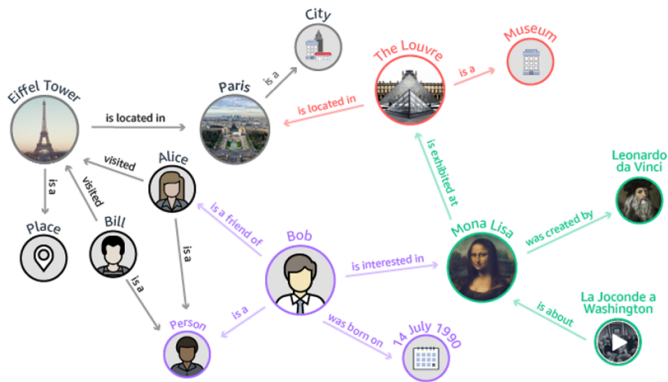 City
is a
The Louvre
is a
Museum
Eiffel Tower
Paris
is located in
is located in
visited
Alice
is exhibited at
Leonardo
da Vinci
is a
visited
Place
Bill
is a friend of
is a
Bob
is interested in
Mona Lisa
was created by
is a
is a
Person
was born on
14 July 1990
is about
La Joconde a
Washington